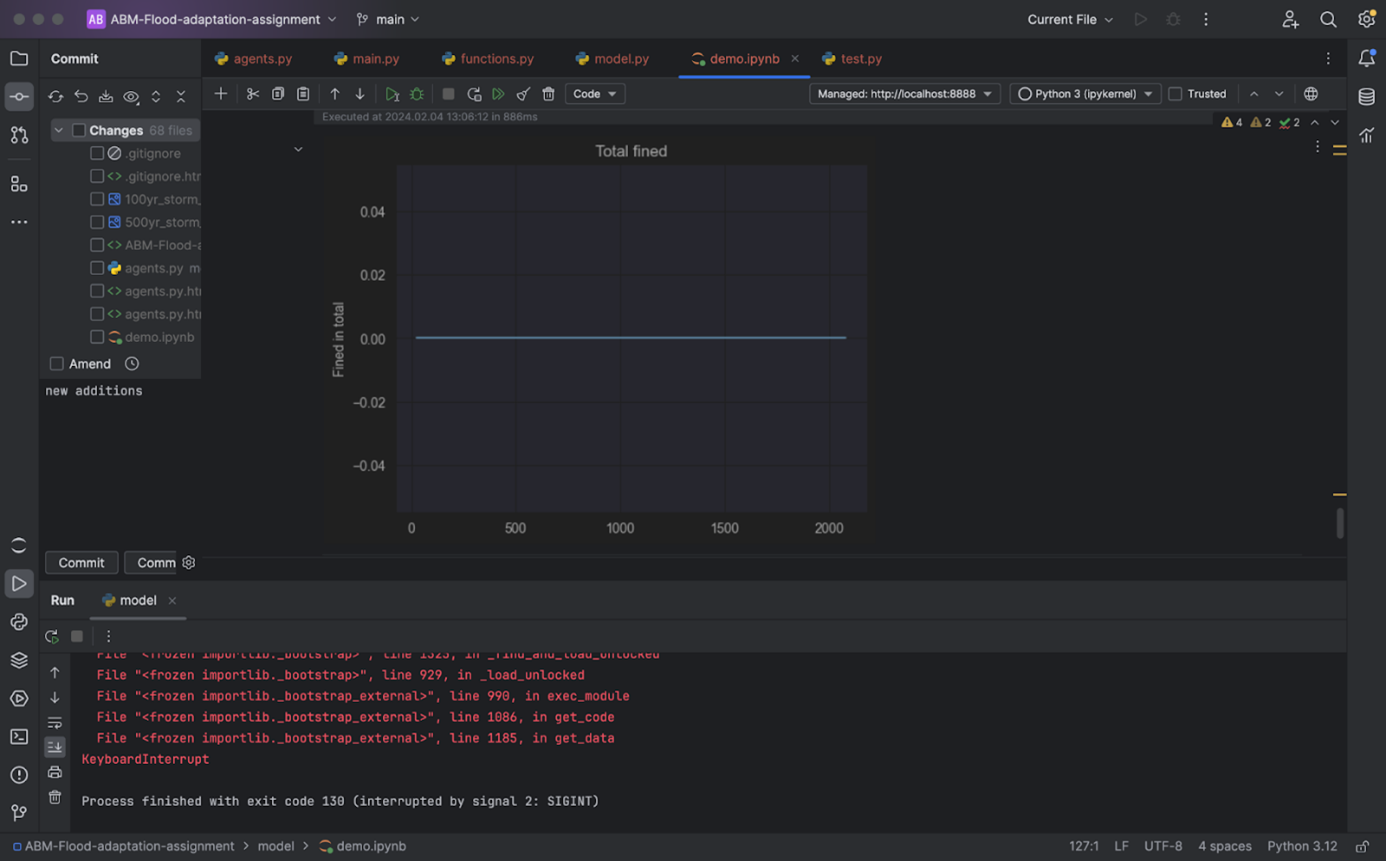 AB ABM-Flood-adaptation-assignment main Current File
Commit agents.py main.py functions.py model.py demo.ipynb test.py
Code Managed: http://localhost:8888 Python 3 (ipykernel) Trusted
Executed at 2024.02.04 13:06:12 in 886ms
4 2 2
Changes 68 files
.gitignore
.gitignore.htm
100yr_storm_
500yr_storm_
ABM-Flood-a
agents.py m
agents.py.ht
agents.py.ht
demo.ipynb
Amend
new additions
Commit Comm
Total fined
Fined in total
0.04
0.02
0.00
−0.02
−0.04
0 500 1000 1500 2000
Run model
File "<frozen importlib._bootstrap>", line 1323, in _find_and_load_unlocked
File "<frozen importlib._bootstrap>", line 929, in _load_unlocked
File "<frozen importlib._bootstrap_external>", line 990, in exec_module
File "<frozen importlib._bootstrap_external>", line 1086, in get_code
File "<frozen importlib._bootstrap_external>", line 1185, in get_data
KeyboardInterrupt
Process finished with exit code 130 (interrupted by signal 2: SIGINT)
ABM-Flood-adaptation-assignment > model > demo.ipynb 127:1 LF UTF-8 4 spaces Python 3.12